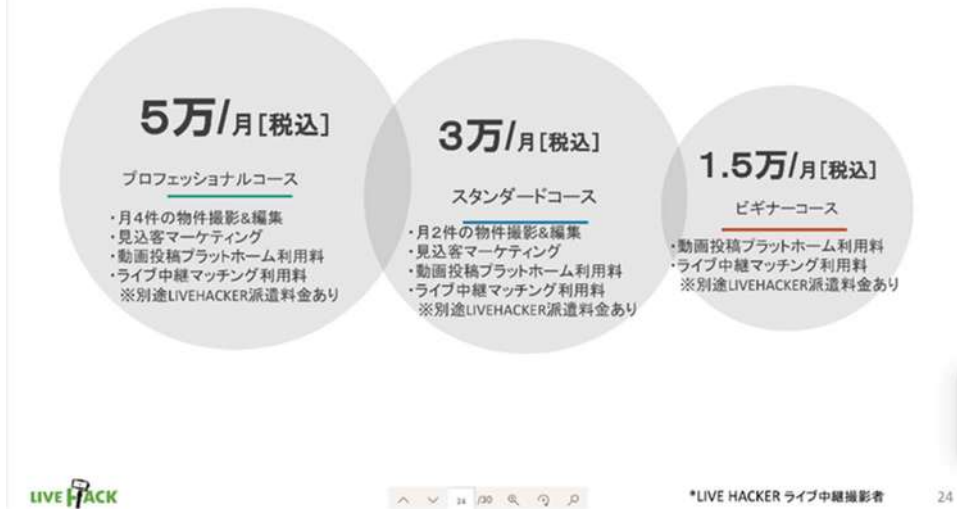 5万/月[税込]
プロフェッショナルコース
・月4件の物件撮影&編集
・見込客マーケティング
・動画投稿プラットホーム利用料
・ライブ中継マッチング利用料
※別途LIVEHACKER派遣料金あり
3万/月[税込]
スタンダードコース
・月2件の物件撮影&編集
・見込客マーケティング
・動画投稿プラットホーム利用料
・ライブ中継マッチング利用料
※別途LIVEHACKER派遣料金あり
1.5万/月[税込]
ビギナーコース
・動画投稿プラットホーム利用料
・ライブ中継マッチング利用料
※別途LIVEHACKER派遣料金あり
LIVE HACK
24 /30
*LIVE HACKER ライブ中継撮影者
24